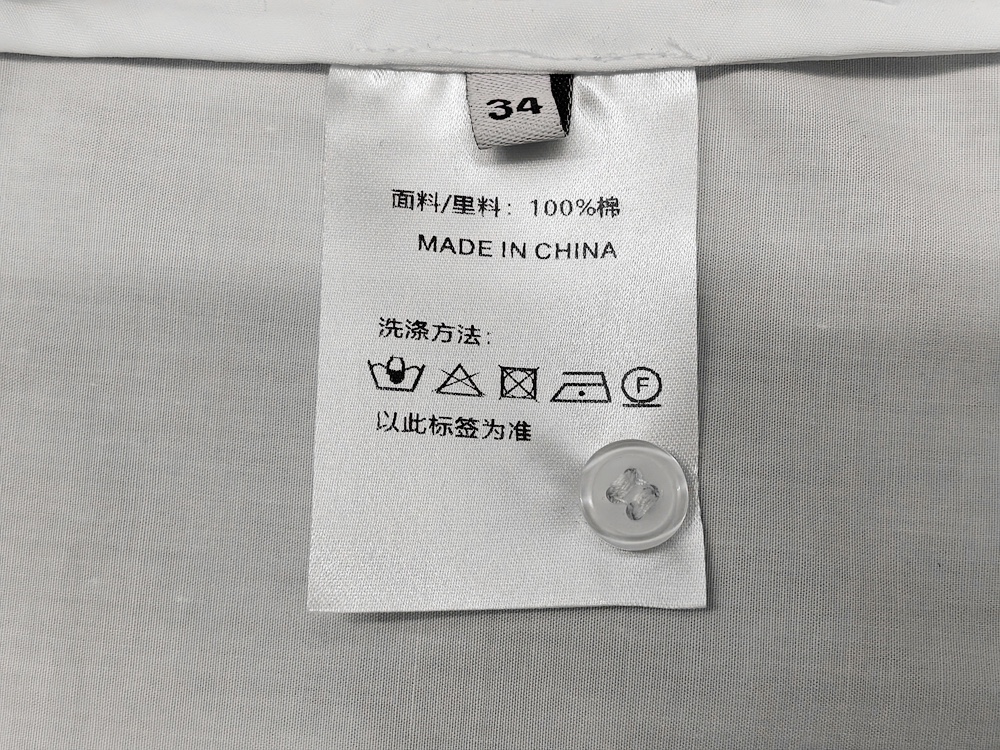 34
面料/里料：100%棉
MADE IN CHINA
洗涤方法：
F
以此标签为准